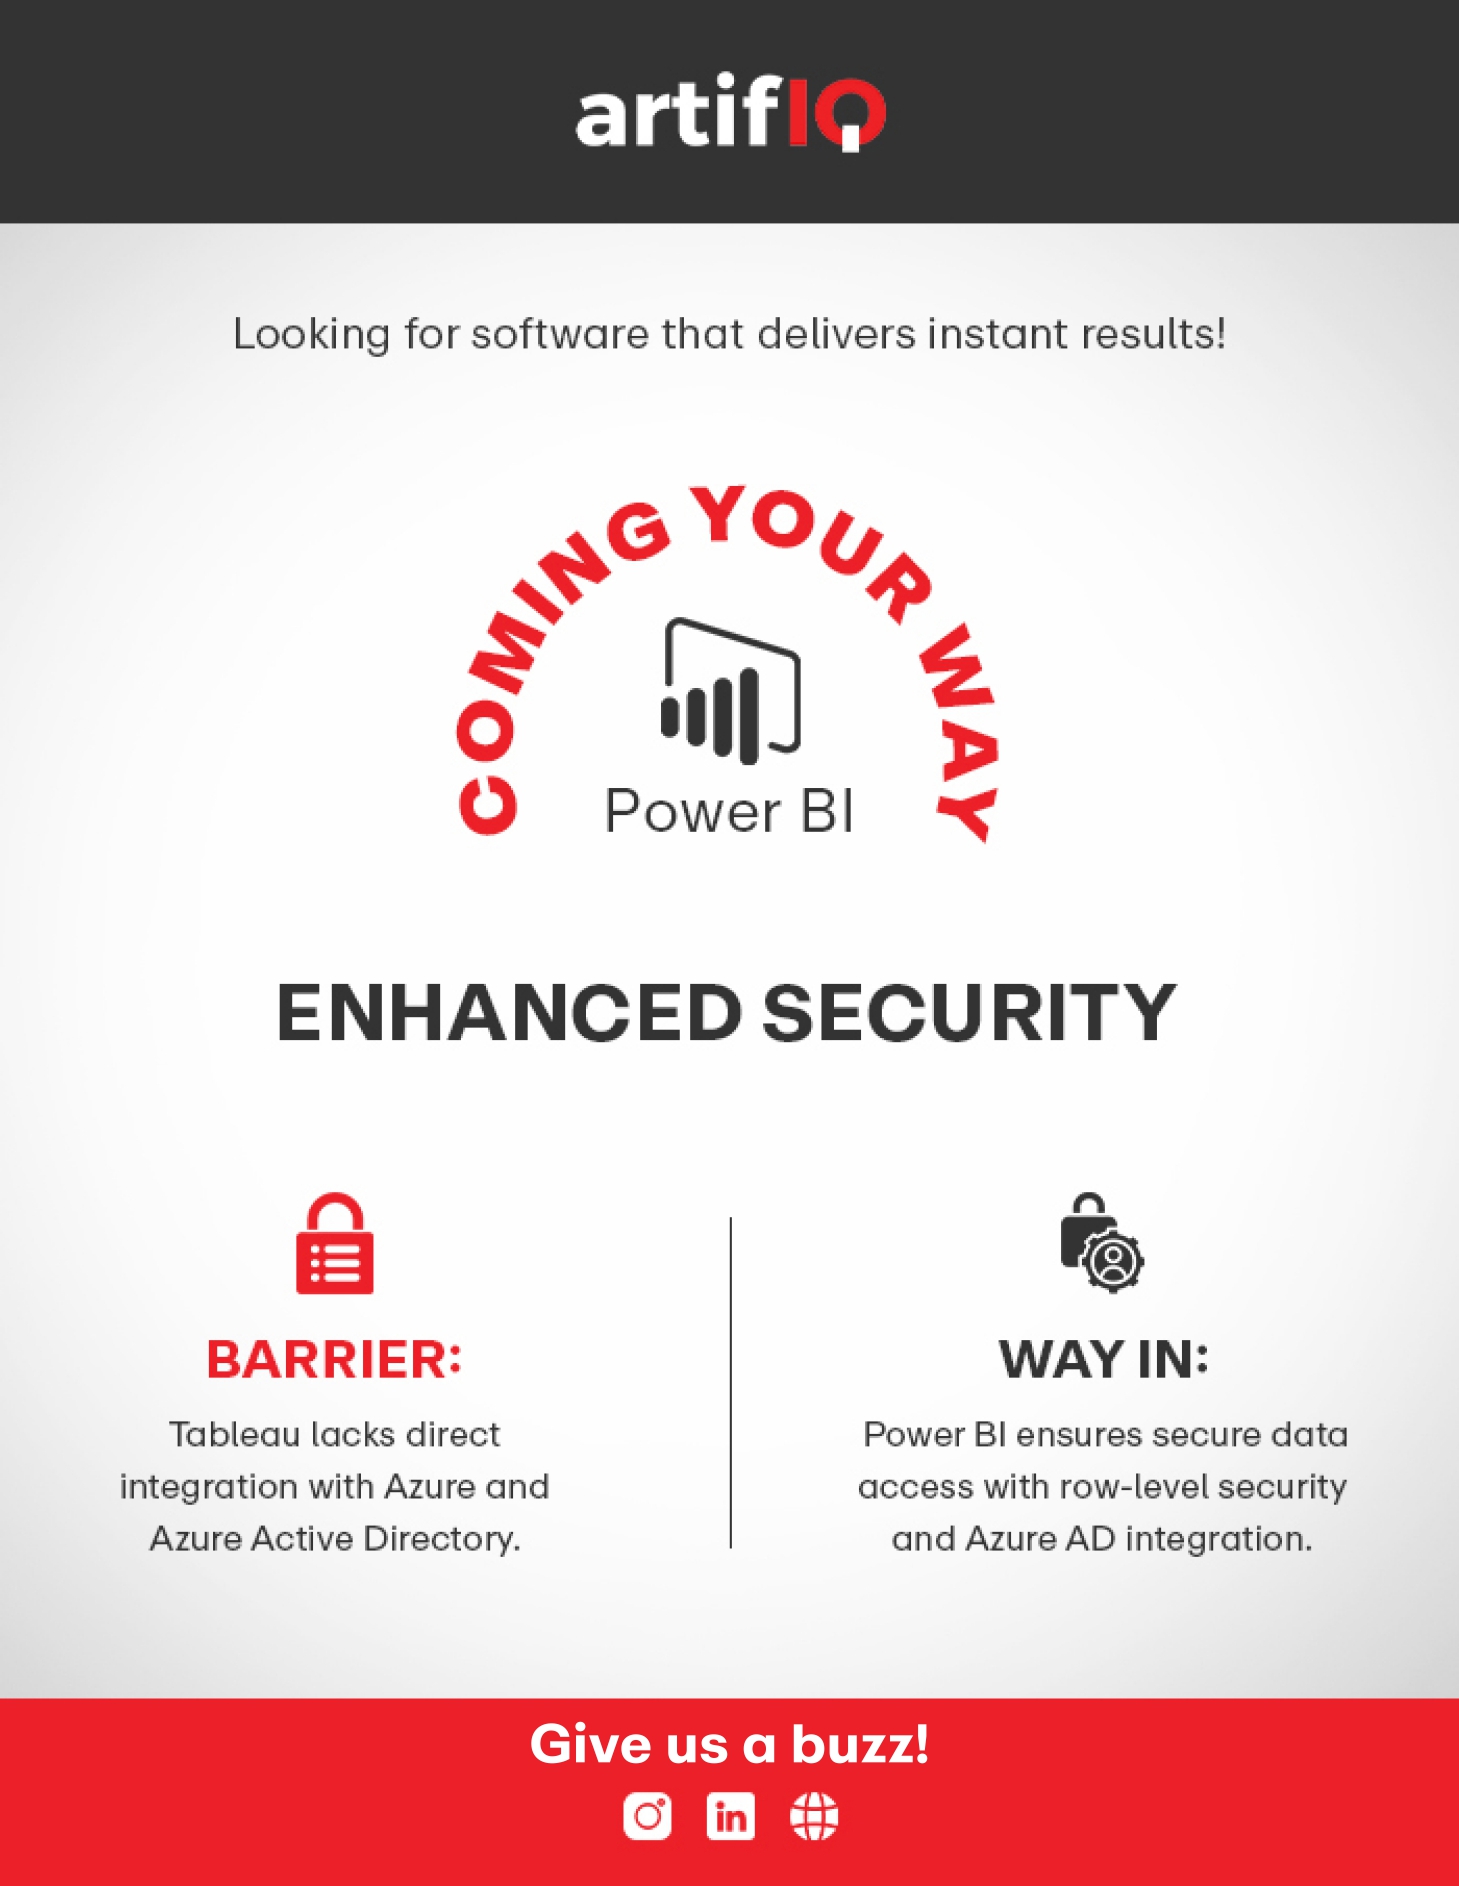 artifIQ
Looking for software that delivers instant results!
COMING YOUR WAY
Power BI
ENHANCED SECURITY
BARRIER:
Tableau lacks direct
integration with Azure and
Azure Active Directory.
WAY IN:
Power BI ensures secure data
access with row-level security
and Azure AD integration.
Give us a buzz!
in